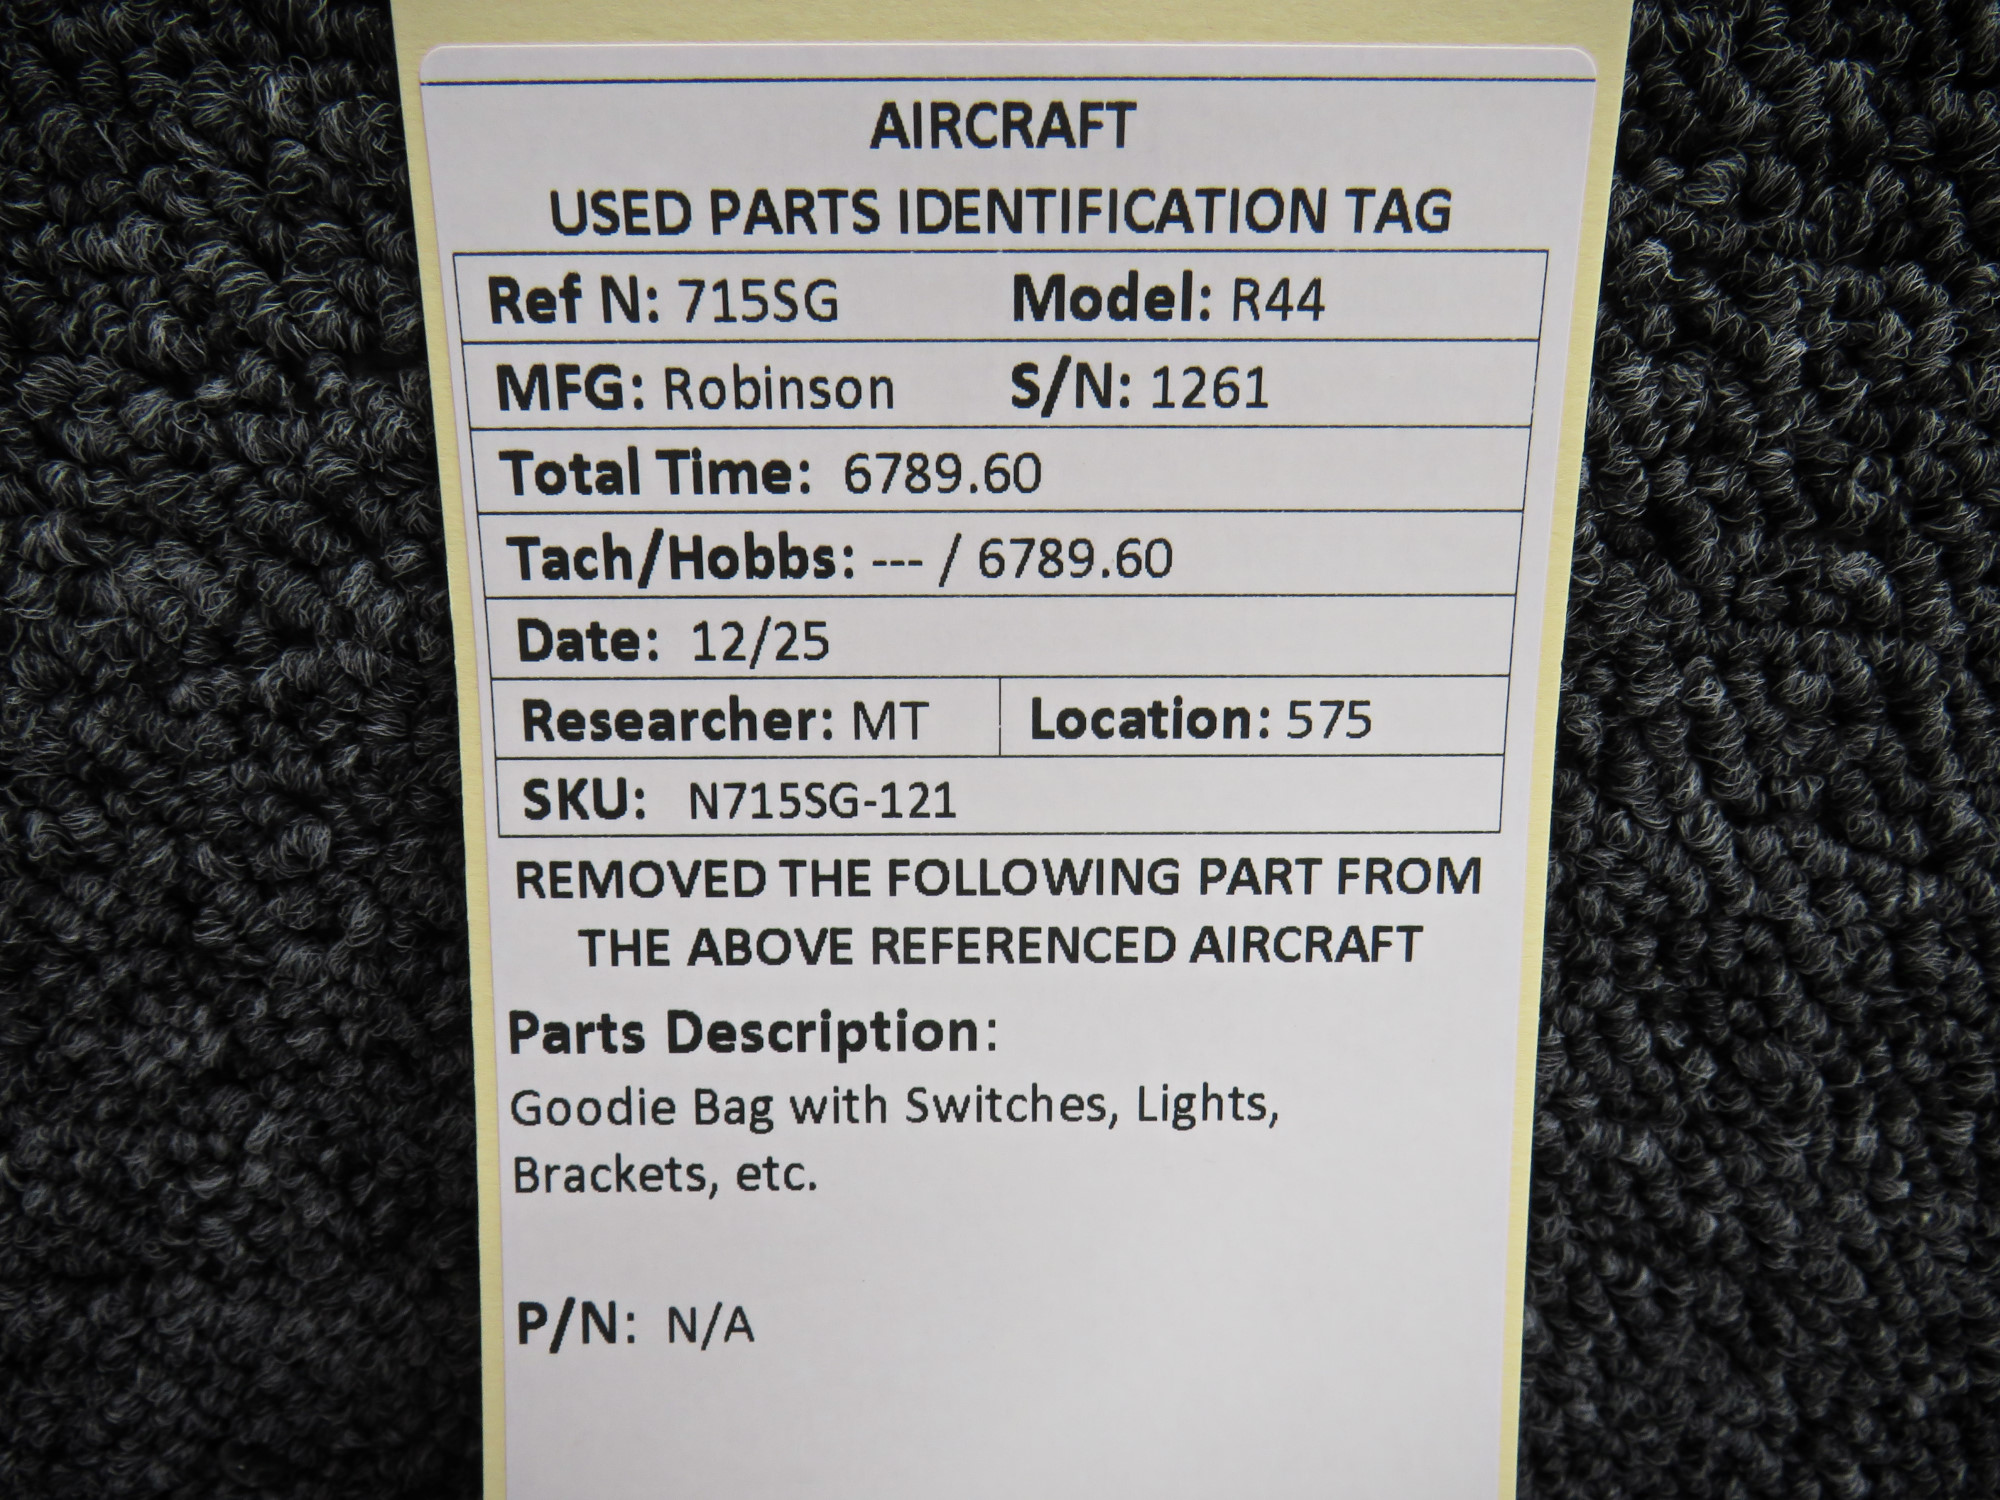 AIRCRAFT
USED PARTS IDENTIFICATION TAG
Ref N: 715SG Model: R44
MFG: Robinson S/N: 1261
Total Time: 6789.60
Tach/Hobbs: --- / 6789.60
Date: 12/25
Researcher: MT Location: 575
SKU: N715SG-121
REMOVED THE FOLLOWING PART FROM
THE ABOVE REFERENCED AIRCRAFT
Parts Description:
Goodie Bag with Switches, Lights,
Brackets, etc.
P/N: N/A